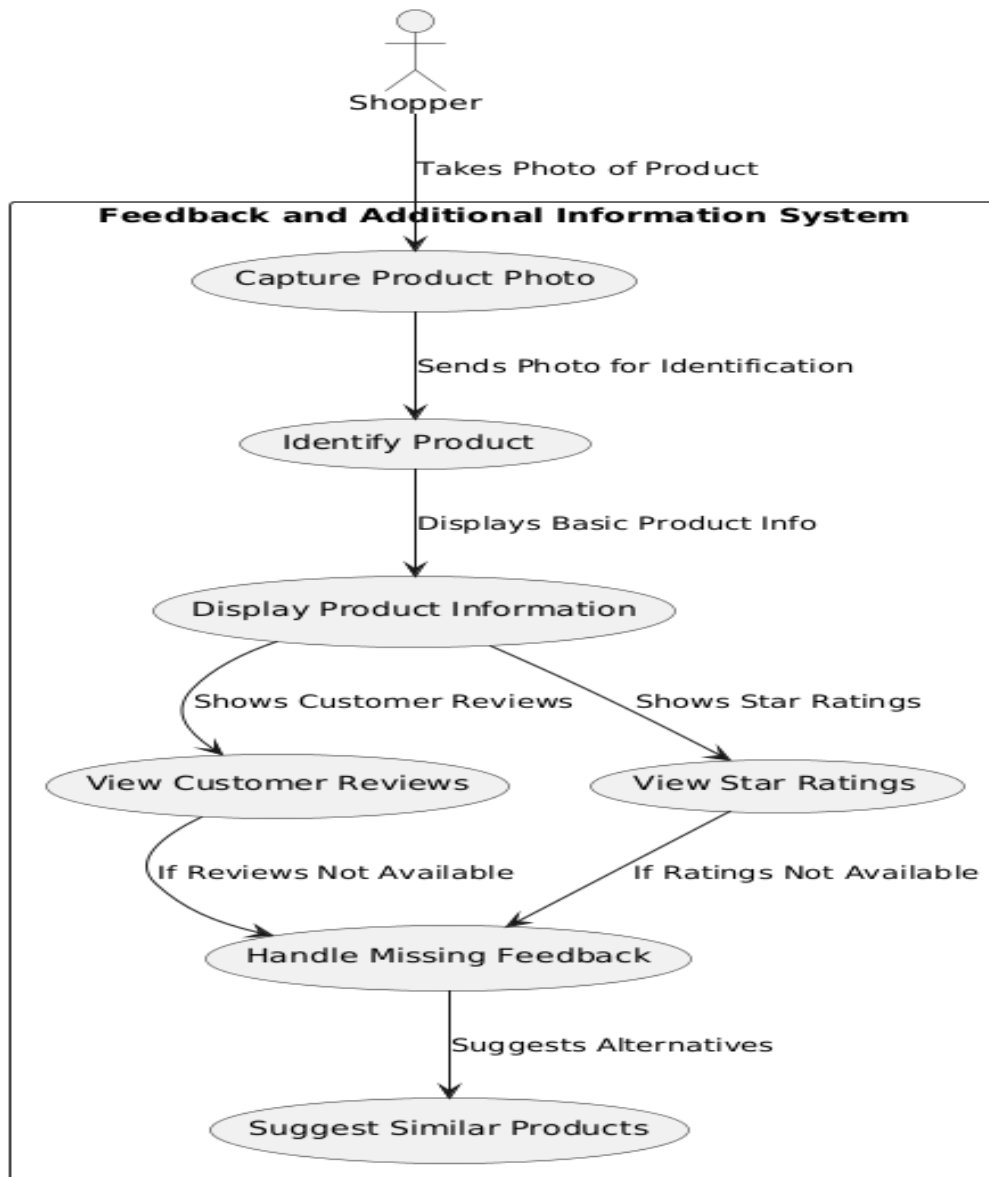 Shopper
Takes Photo of Product
Feedback and Additional Information System
Capture Product Photo
Sends Photo for Identification
Identify Product
Displays Basic Product Info
Display Product Information
Shows Customer Reviews
Shows Star Ratings
View Customer Reviews
View Star Ratings
If Reviews Not Available
If Ratings Not Available
Handle Missing Feedback
Suggests Alternatives
Suggest Similar Products